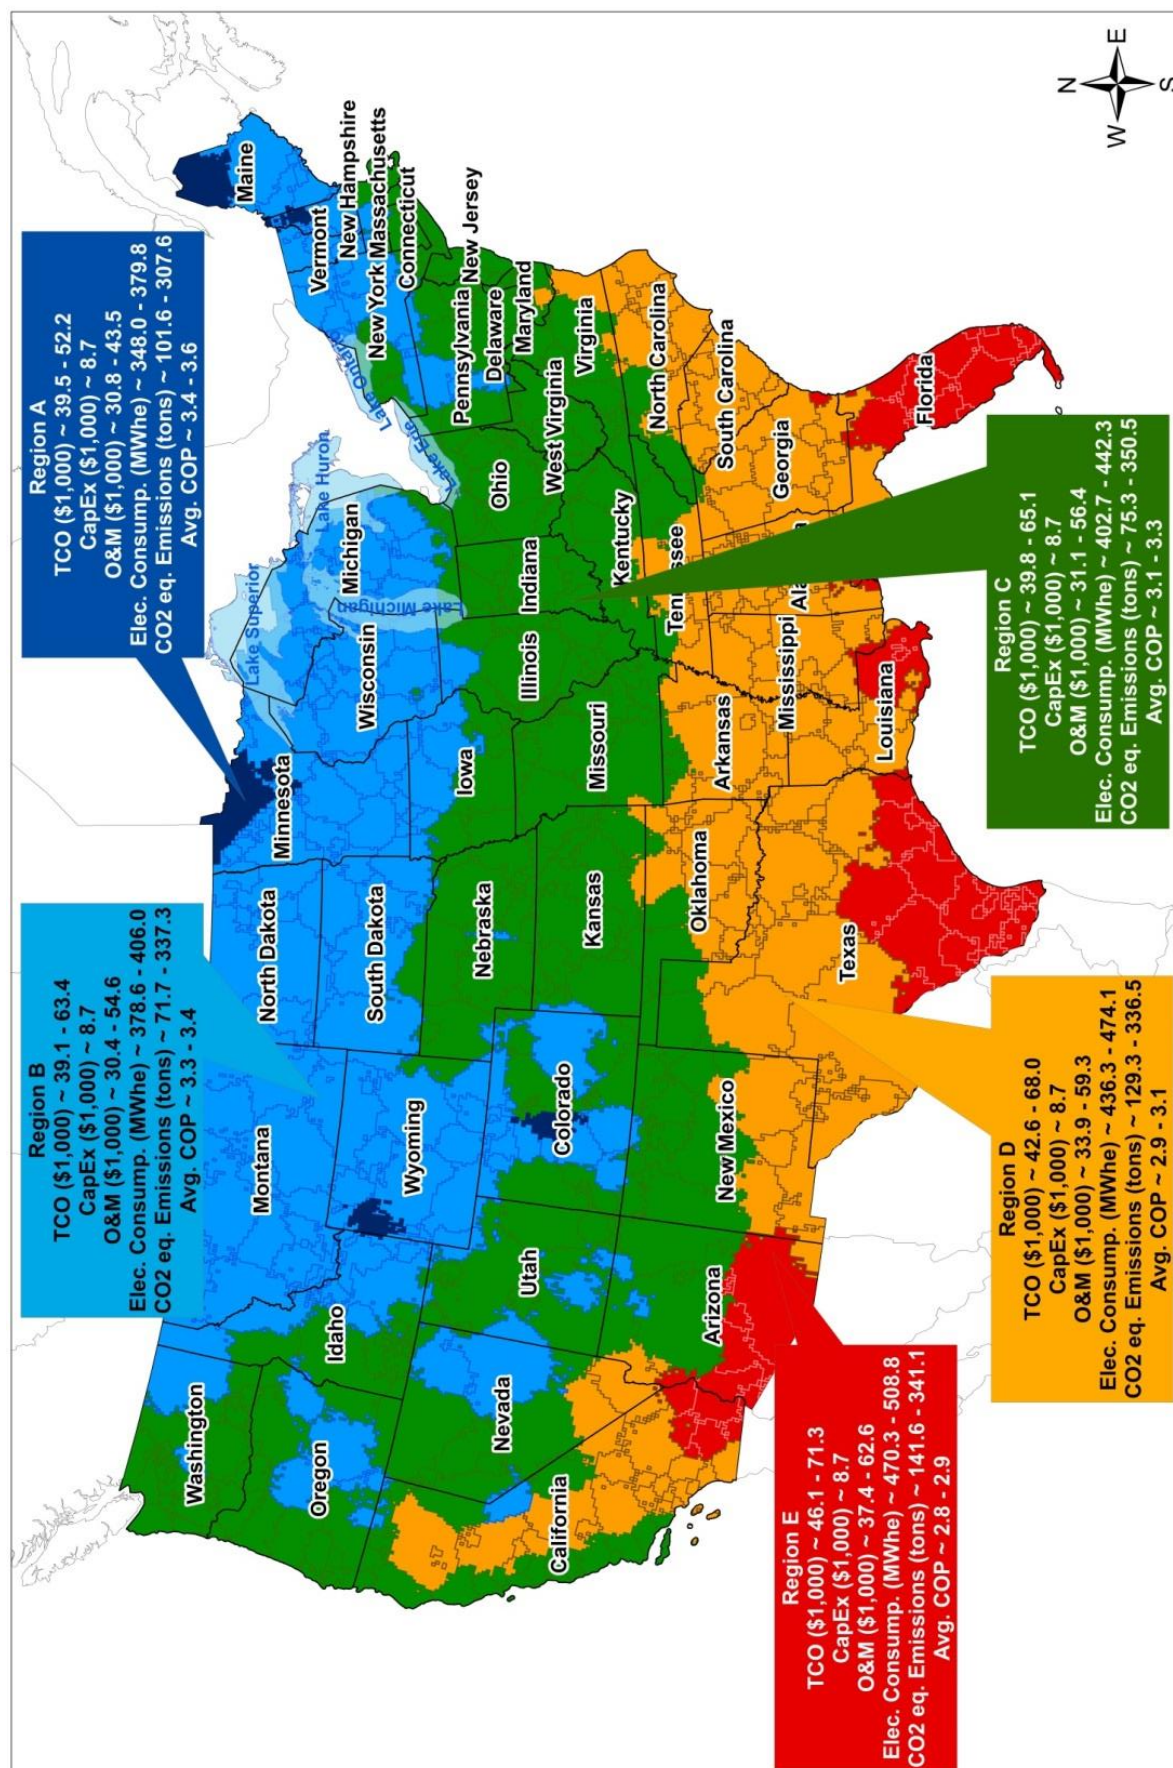 Region A
TCO ($1,000) ~ 39.5 - 52.2
CapEx ($1,000) ~ 8.7
O&M ($1,000) ~ 30.8 - 43.5
Elec. Consump. (MWhe) ~ 348.0 - 379.8
CO2 eq. Emissions (tons) ~ 101.6 - 307.6
Avg. COP ~ 3.4 - 3.6
Region B
TCO ($1,000) ~ 39.1 - 63.4
CapEx ($1,000) ~ 8.7
O&M ($1,000) ~ 30.4 - 54.6
Elec. Consump. (MWhe) ~ 378.6 - 406.0
CO2 eq. Emissions (tons) ~ 71.7 - 337.3
Avg. COP ~ 3.3 - 3.4
Washington
Oregon
Idaho
Montana
Wyoming
North Dakota
South Dakota
Minnesota
Wisconsin
Michigan
Lake Superior
Lake Michigan
Lake Huron
Lake Erie
Lake Ontario
Maine
Vermont
New Hampshire
New York
Massachusetts
Connecticut
Pennsylvania
New Jersey
Delaware
Maryland
Nevada
Utah
Colorado
Nebraska
Kansas
Iowa
Missouri
Illinois
Indiana
Ohio
West Virginia
Virginia
Kentucky
California
Arizona
New Mexico
Oklahoma
Texas
Arkansas
Louisiana
Mississippi
Ala
Ten
see
Georgia
North Carolina
South Carolina
Florida
Region E
TCO ($1,000) ~ 46.1 - 71.3
CapEx ($1,000) ~ 8.7
O&M ($1,000) ~ 37.4 - 62.6
Elec. Consump. (MWhe) ~ 470.3 - 508.8
CO2 eq. Emissions (tons) ~ 141.6 - 341.1
Avg. COP ~ 2.8 - 2.9
Region D
TCO ($1,000) ~ 42.6 - 68.0
CapEx ($1,000) ~ 8.7
O&M ($1,000) ~ 33.9 - 59.3
Elec. Consump. (MWhe) ~ 436.3 - 474.1
CO2 eq. Emissions (tons) ~ 129.3 - 336.5
Avg. COP ~ 2.9 - 3.1
Region C
TCO ($1,000) ~ 39.8 - 65.1
CapEx ($1,000) ~ 8.7
O&M ($1,000) ~ 31.1 - 56.4
Elec. Consump. (MWhe) ~ 402.7 - 442.3
CO2 eq. Emissions (tons) ~ 75.3 - 350.5
Avg. COP ~ 3.1 - 3.3
N
W
E
S